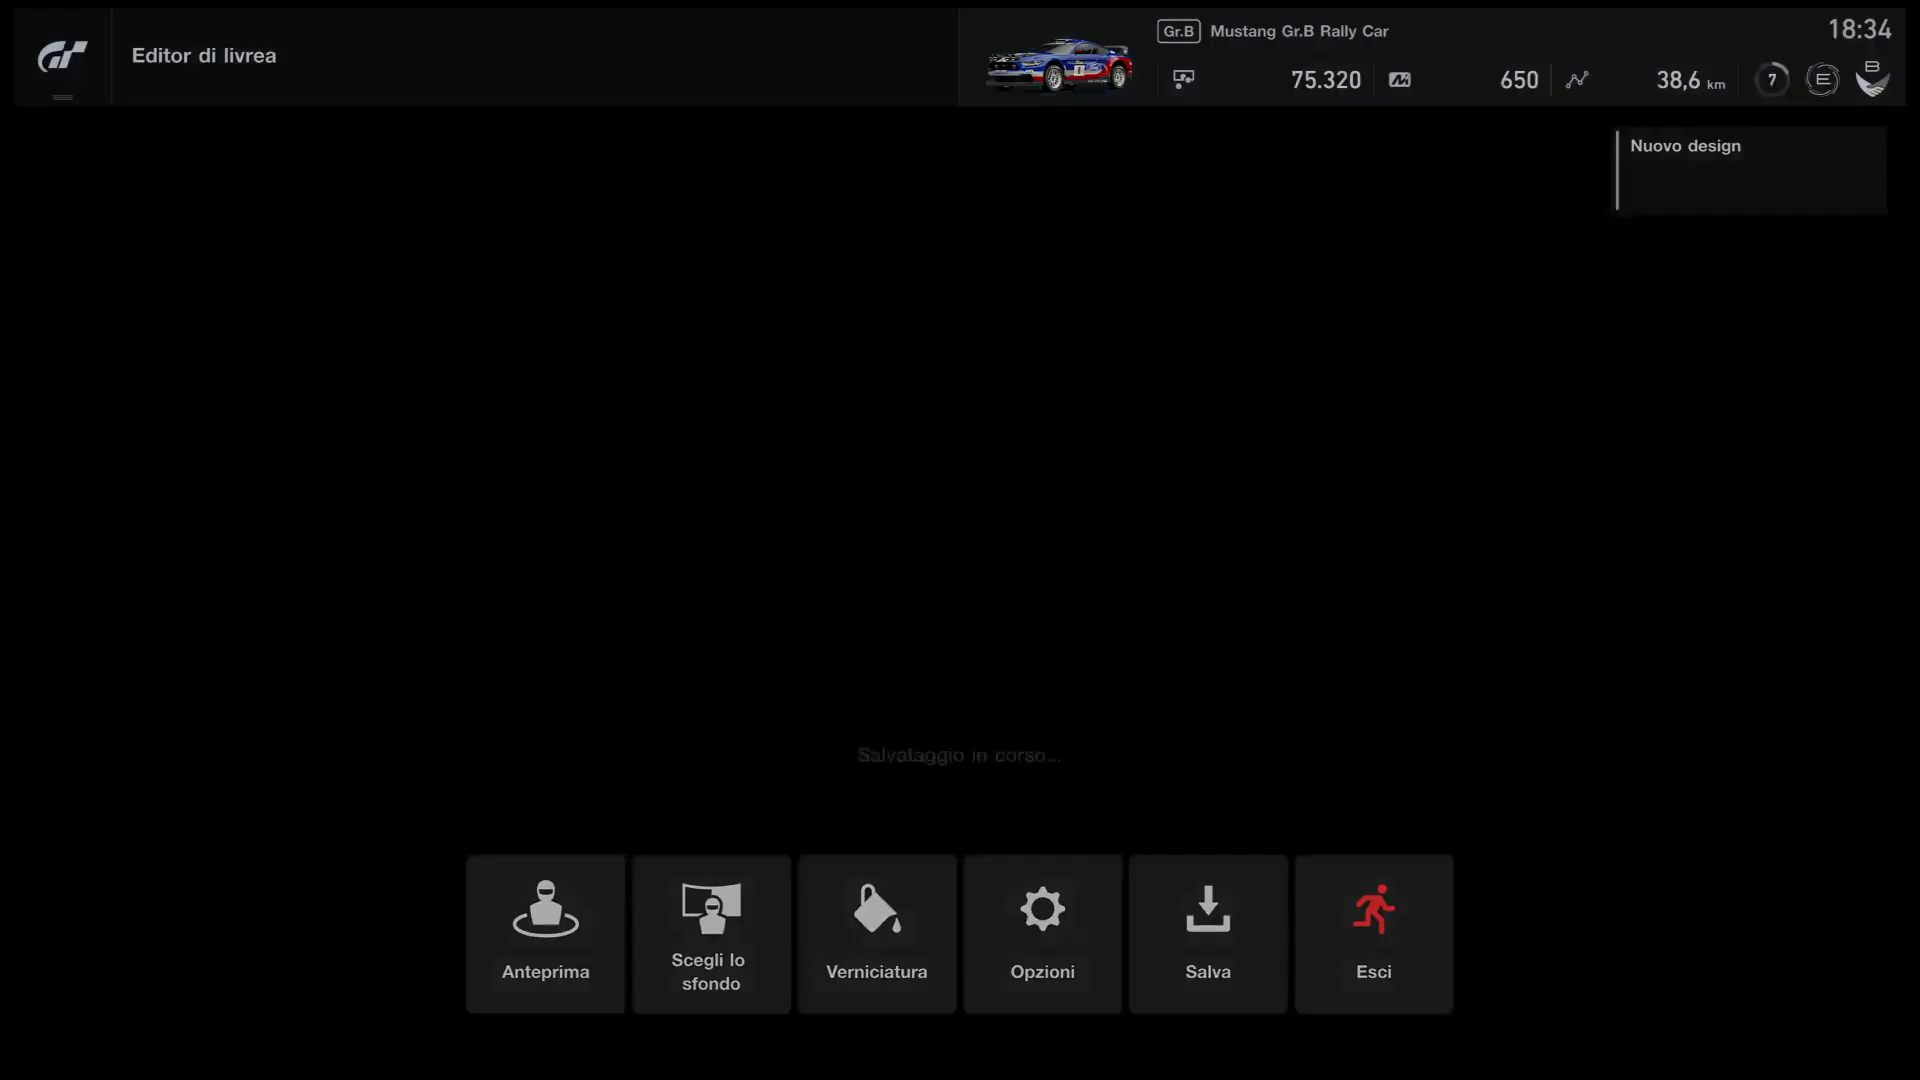 Editor di livrea
Gr.B Mustang Gr.B Rally Car
18:34
75.320 650 38,6 km 7 E B
Nuovo design
Salvataggio in corso...
Anteprima
Scegli lo
sfondo
Verniciatura
Opzioni
Salva
Esci